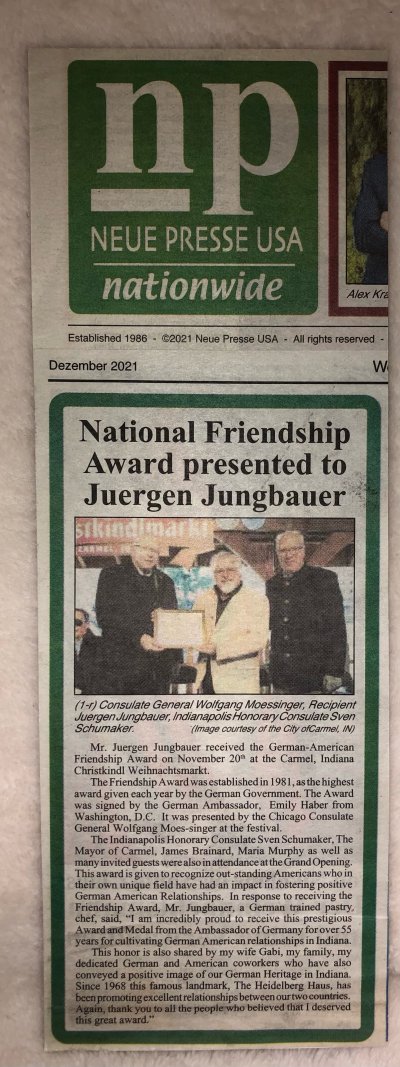 np
NEUE PRESSE USA
nationwide
Alex Kra
Established 1986 - ©2021 Neue Presse USA - All rights reserved -
Dezember 2021
We
National Friendship
Award presented to
Juergen Jungbauer
stkindlmarkt
CARMEL
(1-r) Consulate General Wolfgang Moessinger, Recipient
Juergen Jungbauer, Indianapolis Honorary Consulate Sven
Schumaker. (Image courtesy of the City ofCarmel, IN)
Mr. Juergen Jungbauer received the German-American
Friendship Award on November 20th at the Carmel, Indiana
Christkindl Weihnachtsmarkt.
The Friendship Award was established in 1981, as the highest
award given each year by the German Government. The Award
was signed by the German Ambassador, Emily Haber from
Washington, D.C. It was presented by the Chicago Consulate
General Wolfgang Moes-singer at the festival.
The Indianapolis Honorary Consulate Sven Schumaker, The
Mayor of Carmel, James Brainard, Maria Murphy as well as
many invited guests were also in attendance at the Grand Opening.
This award is given to recognize out-standing Americans who in
their own unique field have had an impact in fostering positive
German American Relationships. In response to receiving the
Friendship Award, Mr. Jungbauer, a German trained pastry,
chef, said, "I am incredibly proud to receive this prestigious
Award and Medal from the Ambassador of Germany for over 55
years for cultivating German American relationships in Indiana.
This honor is also shared by my wife Gabi, my family, my
dedicated German and American coworkers who have also
conveyed a positive image of our German Heritage in Indiana.
Since 1968 this famous landmark, The Heidelberg Haus, has
been promoting excellent relationships between our two countries.
Again, thank you to all the people who believed that I deserved
this great award."